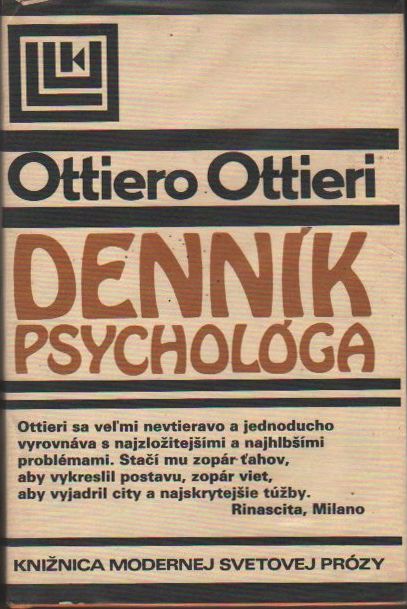 Ottiero Ottieri
DENNÍK
PSYCHOLÓGA
Ottieri sa veľmi nevtieravo a jednoducho
vyrovnáva s najzložitejšími a najhlbšími
problémami. Stačí mu zopár ťahov,
aby vykreslil postavu, zopár viet,
aby vyjadril city a najskrytejšie túžby.
Rinascita, Milano
KNIŽNICA MODERNEJ SVETOVEJ PRÓZY